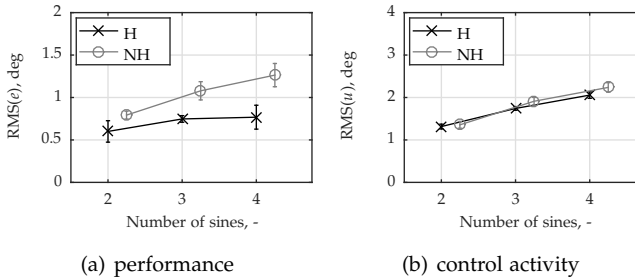 RMS(e), deg
2
1.5
1
0.5
0
H
NH
2 3 4
Number of sines, -
(a) performance
RMS(u), deg
4
3
2
1
0
H
NH
2 3 4
Number of sines, -
(b) control activity